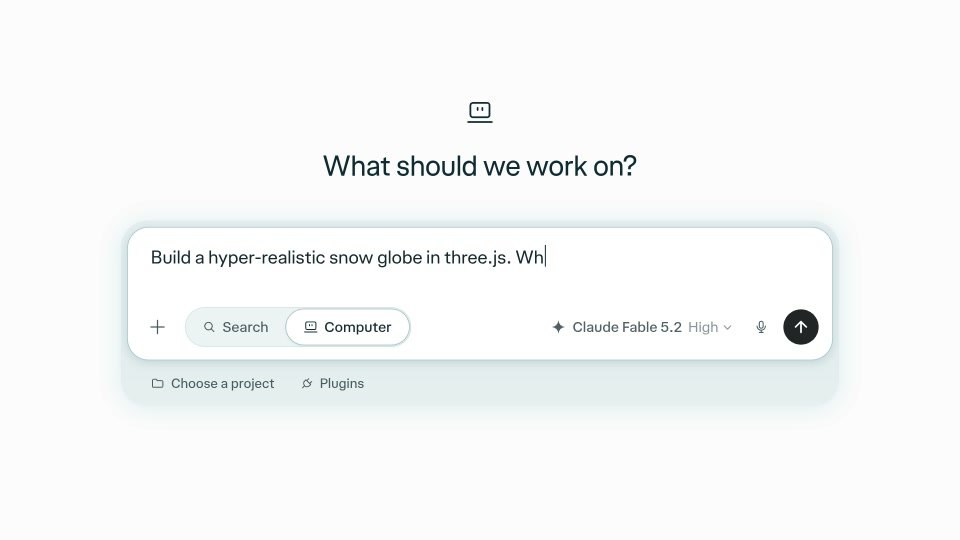 What should we work on?
Build a hyper-realistic snow globe in three.js. Wh
Search Computer Claude Fable 5.2 High
Choose a project Plugins